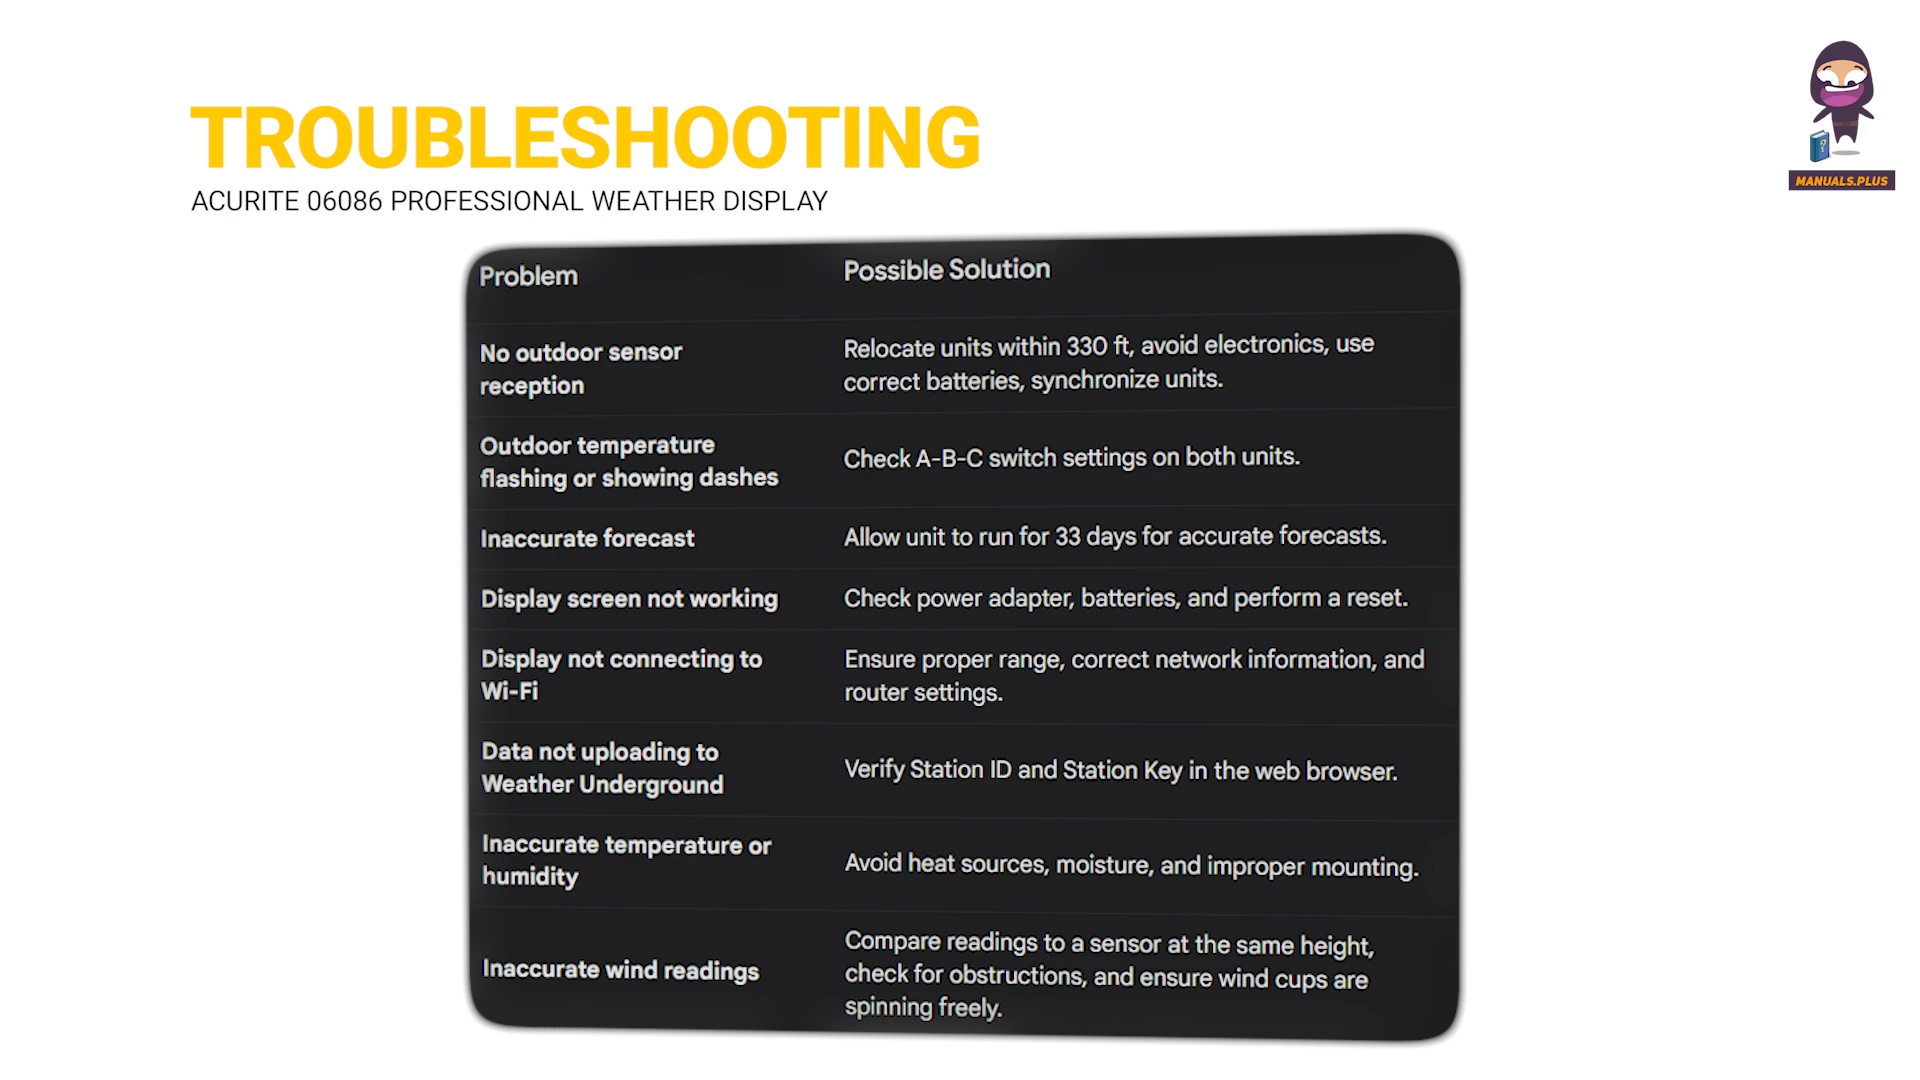 TROUBLESHOOTING
ACURITE 06086 PROFESSIONAL WEATHER DISPLAY
?
MANUALS.PLUS
Problem
Possible Solution
No outdoor sensor
reception
Relocate units within 330 ft, avoid electronics, use
correct batteries, synchronize units.
Outdoor temperature
flashing or showing dashes
Check A-B-C switch settings on both units.
Inaccurate forecast
Allow unit to run for 33 days for accurate forecasts.
Display screen not working
Check power adapter, batteries, and perform a reset.
Display not connecting to
Wi-Fi
Ensure proper range, correct network information, and
router settings.
Data not uploading to
Weather Underground
Verify Station ID and Station Key in the web browser.
Inaccurate temperature or
humidity
Avoid heat sources, moisture, and improper mounting.
Inaccurate wind readings
Compare readings to a sensor at the same height,
check for obstructions, and ensure wind cups are
spinning freely.